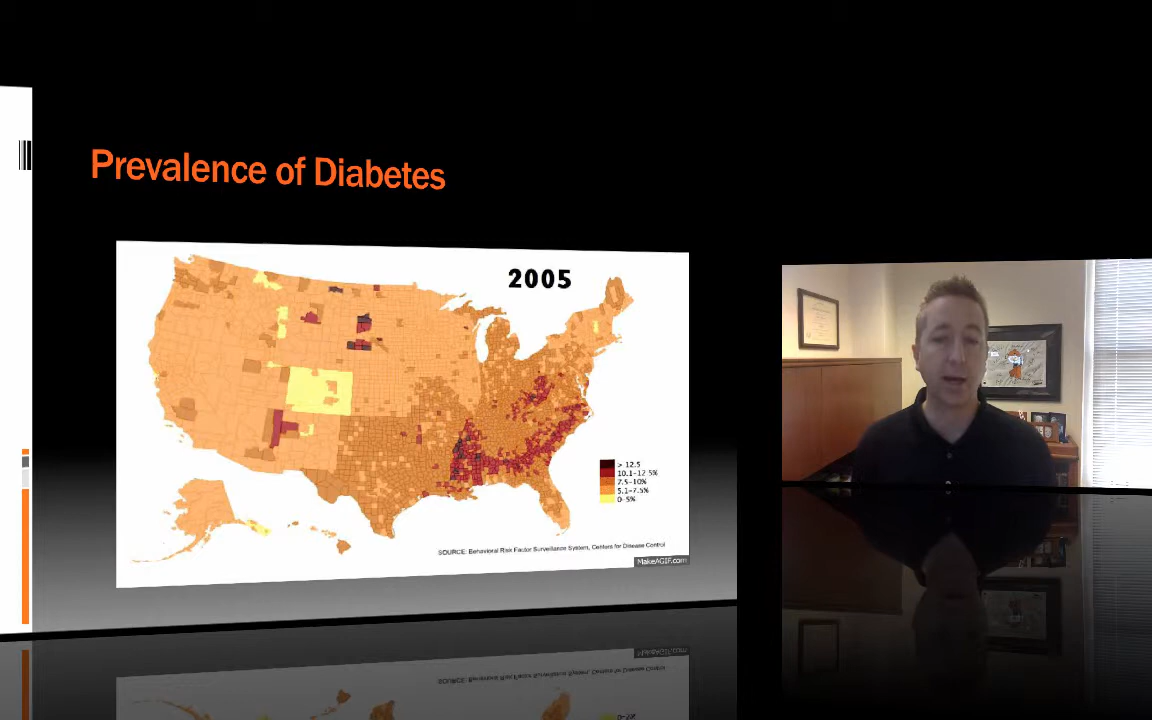 Prevalence of Diabetes
2005
> 12.5
10.1-12.5%
7.5-10%
5.1-7.5%
0-5%
SOURCE: Behavioral Risk Factor Surveillance System, Centers for Disease Control
MakeAGIF.com